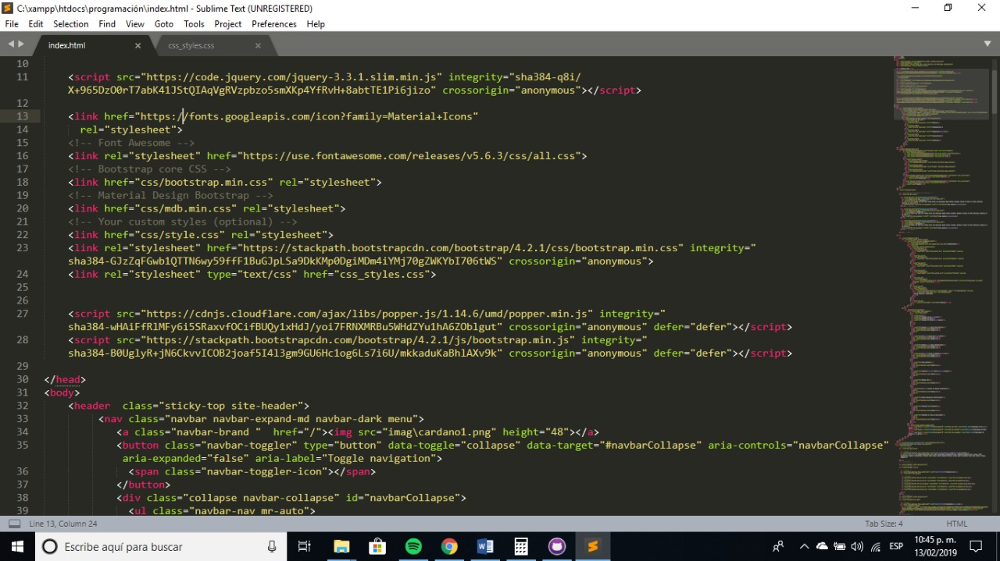 C:\xampp\htdocs\programación\index.html - Sublime Text (UNREGISTERED)
File Edit Selection Find View Goto Tools Project Preferences Help
index.html css_styles.css
10
11 <script src="https://code.jquery.com/jquery-3.3.1.slim.min.js" integrity="sha384-q8i/
X+965DzO0rT7abK41JStQIAqVgRVzpbzo5smXKp4YfRvH+8abtTE1Pi6jizo" crossorigin="anonymous"></script>
12
13 <link href="https://fonts.googleapis.com/icon?family=Material+Icons"
14 rel="stylesheet">
15 <!-- Font Awesome -->
16 <link rel="stylesheet" href="https://use.fontawesome.com/releases/v5.6.3/css/all.css">
17 <!-- Bootstrap core CSS -->
18 <link href="css/bootstrap.min.css" rel="stylesheet">
19 <!-- Material Design Bootstrap -->
20 <link href="css/mdb.min.css" rel="stylesheet">
21 <!-- Your custom styles (optional) -->
22 <link href="css/style.css" rel="stylesheet">
23 <link href="https://stackpath.bootstrapcdn.com/bootstrap/4.2.1/css/bootstrap.min.css" integrity="
sha384-GJzZqFGwb1QTTN6wy59ffF1BuGJpLSa9DkKMp0DgiMDm4iYMj70gZWKYbI706tWS" crossorigin="anonymous">
24 <link rel="stylesheet" type="text/css" href="css_styles.css">
25
26
27 <script src="https://cdnjs.cloudflare.com/ajax/libs/popper.js/1.14.6/umd/popper.min.js" integrity="
sha384-wHAiFfRlMFy6i5SRaxvfOCifBUQy1xHdJ/yoi7FRNXMRBu5WHdZYu1hA6ZOblgut" crossorigin="anonymous" defer="defer"></script>
28 <script src="https://stackpath.bootstrapcdn.com/bootstrap/4.2.1/js/bootstrap.min.js" integrity="
sha384-B0UglyR+jN6CkvvICOB2joaf5I4l3gm9GU6Hc1og6Ls7i6U/mkkaduKaBhlAXv9k" crossorigin="anonymous" defer="defer"></script>
29
30 </head>
31 <body>
32 <header class="sticky-top site-header">
33 <nav class="navbar navbar-expand-md navbar-dark menu">
34 <a class="navbar-brand " href="/"><img src="imag/cardano1.png" height="48"></a>
35 <button class="navbar-toggler" type="button" data-toggle="collapse" data-target="#navbarCollapse" aria-controls="navbarCollapse"
aria-expanded="false" aria-label="Toggle navigation">
36 <span class="navbar-toggler-icon"></span>
37 </button>
38 <div class="collapse navbar-collapse" id="navbarCollapse">
39 <ul class="navbar-nav mr-auto">
Line 13, Column 24 Tab Size: 4 HTML
Escribe aquí para buscar ESP 10:45 p. m.
13/02/2019